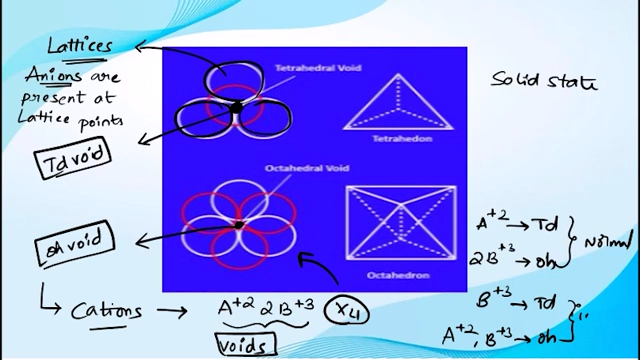 Lattices
Anions are
present at
Lattice points
Td void
oh void
Tetrahedral Void
Tetrahedon
Octahedral Void
Octahedron
Solid state
A+2 → Td
2B+3 → oh
Normal
B+3 → Td
A+2, B+3 → oh
→ Cations → A+2 2B+3 X4
voids